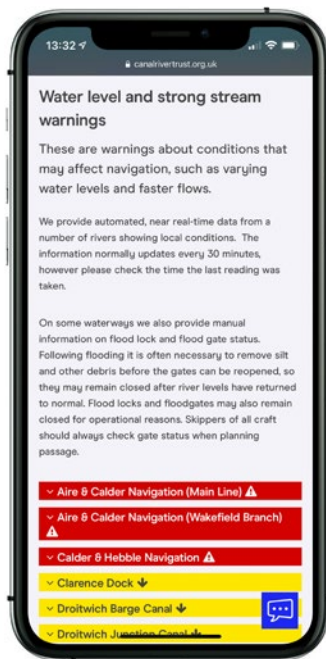 13:32
canalrivertrust.org.uk
Water level and strong stream
warnings
These are warnings about conditions that
may affect navigation, such as varying
water levels and faster flows.
We provide automated, near real-time data from a
number of rivers showing local conditions. The
information normally updates every 30 minutes,
however please check the time the last reading was
taken.
On some waterways we also provide manual
information on flood lock and flood gate status.
Following flooding it is often necessary to remove silt
and other debris before the gates can be reopened, so
they may remain closed after river levels have returned
to normal. Flood locks and floodgates may also remain
closed for operational reasons. Skippers of all craft
should always check gate status when planning
passage.
Aire & Calder Navigation (Main Line)
Aire & Calder Navigation (Wakefield Branch)
Calder & Hebble Navigation
Clarence Dock
Droitwich Barge Canal
Droitwich Junction Canal